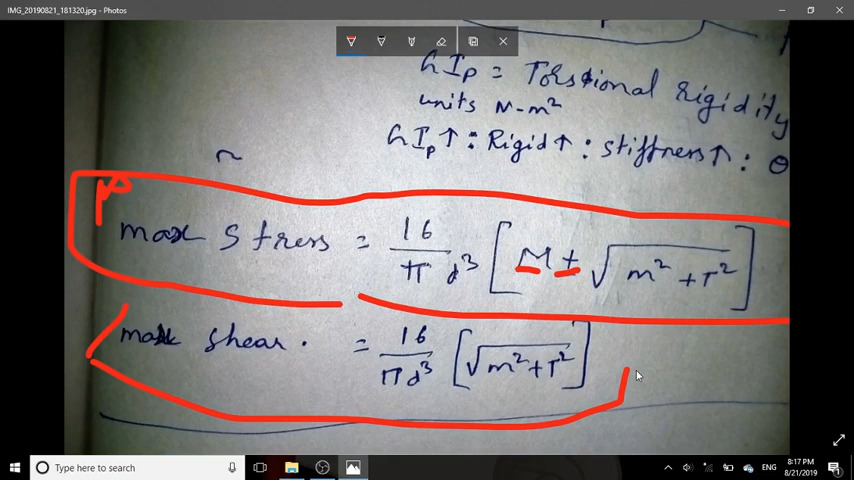 IMG_20190821_181320.jpg - Photos
GIp = Torsional rigidity
units N-m²
GIp↑ : Rigid↑ : stiffness↑ : θ
~
max stress = 16/πd³ [M ± √m²+T²]
max shear. = 16/πd³ [√m²+T²]
Type here to search
ENG
8:17 PM
8/21/2019